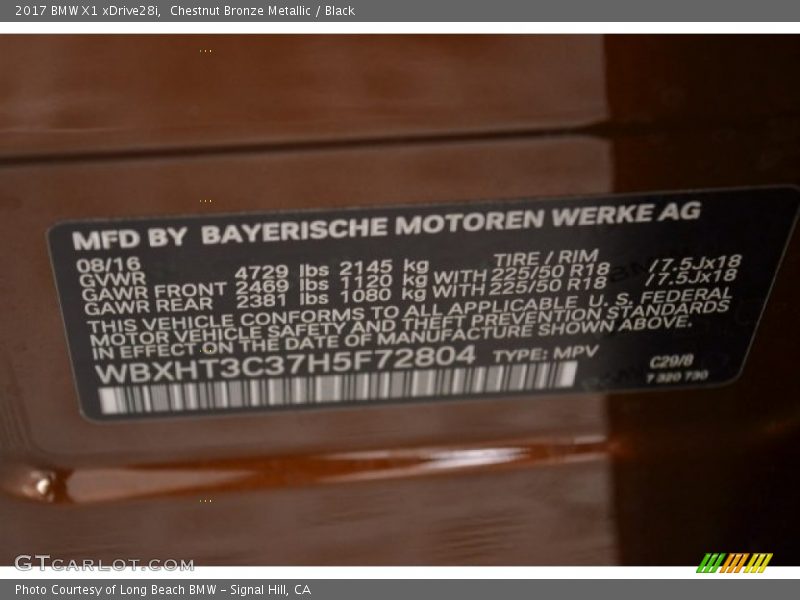 2017 BMW X1 xDrive28i, Chestnut Bronze Metallic / Black
MFD BY BAYERISCHE MOTOREN WERKE AG
08/16 TIRE / RIM
GVWR 4729 lbs 2145 kg
GAWR FRONT 2469 lbs 1120 kg WITH 225/50 R18 /7.5Jx18
GAWR REAR 2381 lbs 1080 kg WITH 225/50 R18 /7.5Jx18
THIS VEHICLE CONFORMS TO ALL APPLICABLE U. S. FEDERAL
MOTOR VEHICLE SAFETY AND THEFT PREVENTION STANDARDS
IN EFFECT ON THE DATE OF MANUFACTURE SHOWN ABOVE.
WBXHT3C37H5F72804 TYPE: MPV C29/8
7 320 730
GTCARLOT.COM
Photo Courtesy of Long Beach BMW - Signal Hill, CA